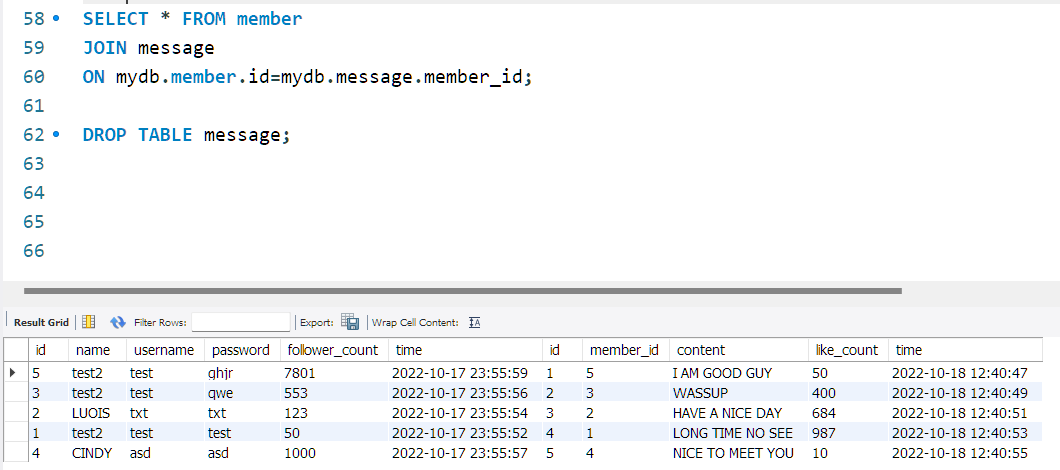 58 SELECT * FROM member
59 JOIN message
60 ON mydb.member.id=mydb.message.member_id;
61
62 DROP TABLE message;
63
64
65
66
Result Grid Filter Rows: Export: Wrap Cell Content:
id name username password follower_count time id member_id content like_count time
5 test2 test ghjr 7801 2022-10-17 23:55:59 1 5 I AM GOOD GUY 50 2022-10-18 12:40:47
3 test2 test qwe 553 2022-10-17 23:55:56 2 3 WASSUP 400 2022-10-18 12:40:49
2 LUOIS txt txt 123 2022-10-17 23:55:54 3 2 HAVE A NICE DAY 684 2022-10-18 12:40:51
1 test2 test test 50 2022-10-17 23:55:52 4 1 LONG TIME NO SEE 987 2022-10-18 12:40:53
4 CINDY asd asd 1000 2022-10-17 23:55:57 5 4 NICE TO MEET YOU 10 2022-10-18 12:40:55